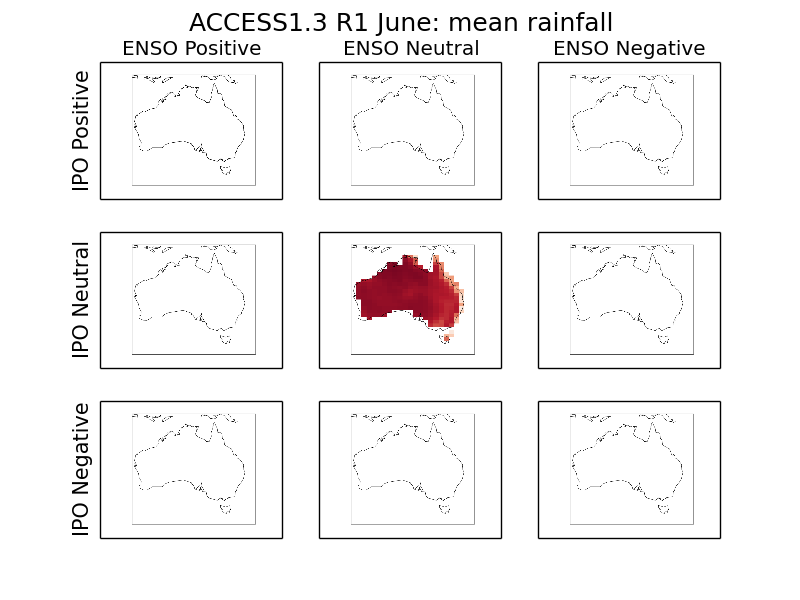 ACCESS1.3 R1 June: mean rainfall
ENSO Positive
ENSO Neutral
ENSO Negative
IPO Positive
IPO Neutral
IPO Negative